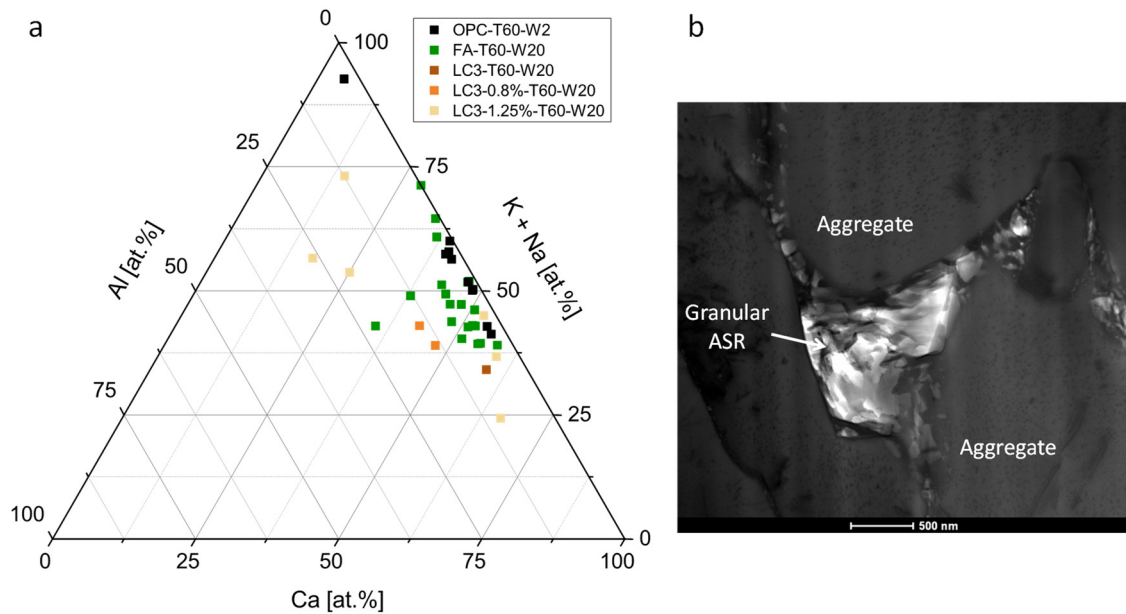 a
b
OPC-T60-W2
FA-T60-W20
LC3-T60-W20
LC3-0.8%-T60-W20
LC3-1.25%-T60-W20
0
100
25
75
Al [at.%]
K + Na [at.%]
50
50
75
25
100
0
0
25
50
75
100
Ca [at.%]
Aggregate
Granular
ASR
Aggregate
500 nm